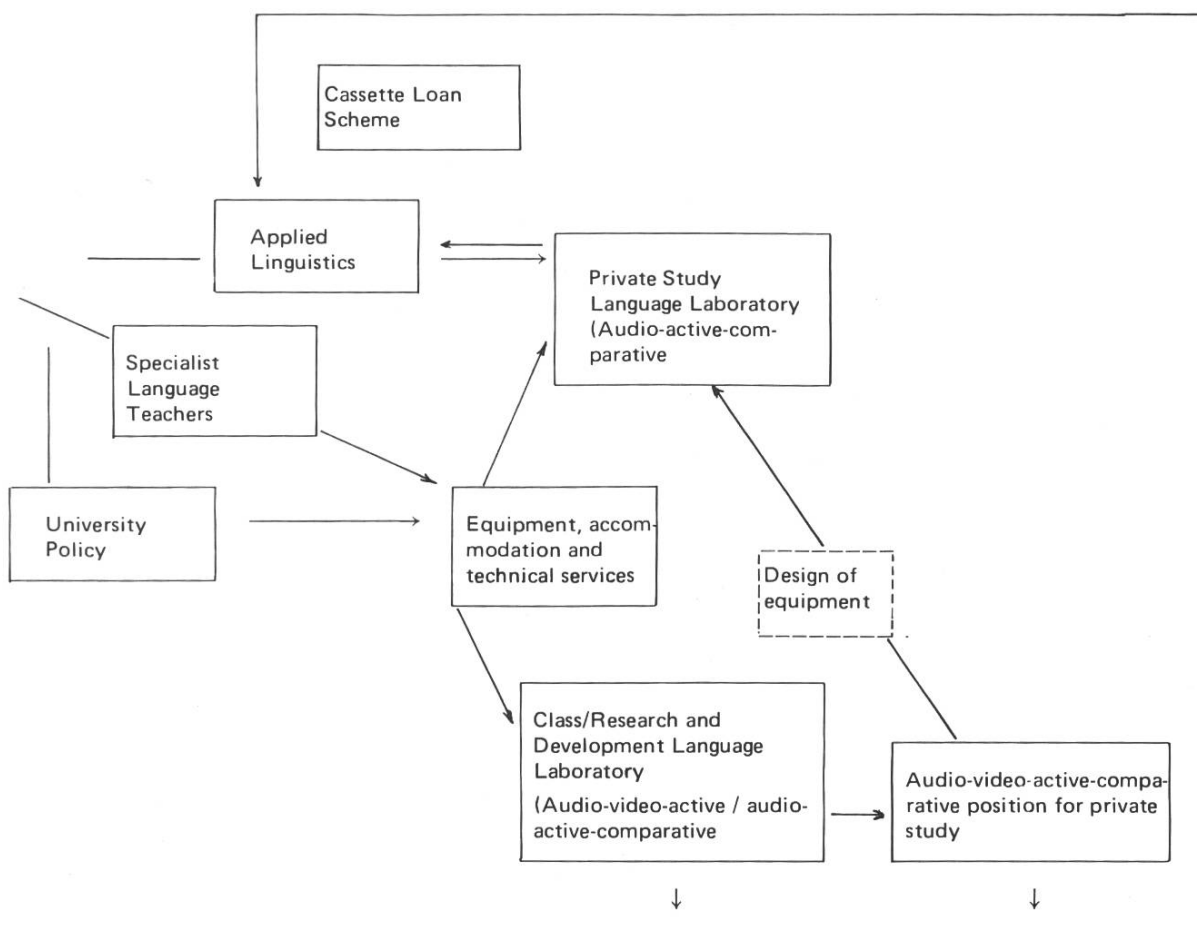 Cassette Loan
Scheme
Applied
Linguistics
Private Study
Language Laboratory
(Audio-active-com-
parative
Specialist
Language
Teachers
University
Policy
Equipment, accom-
modation and
technical services
Design of
equipment
Class/Research and
Development Language
Laboratory
(Audio-video-active / audio-
active-comparative
Audio-video-active-compa-
rative position for private
study